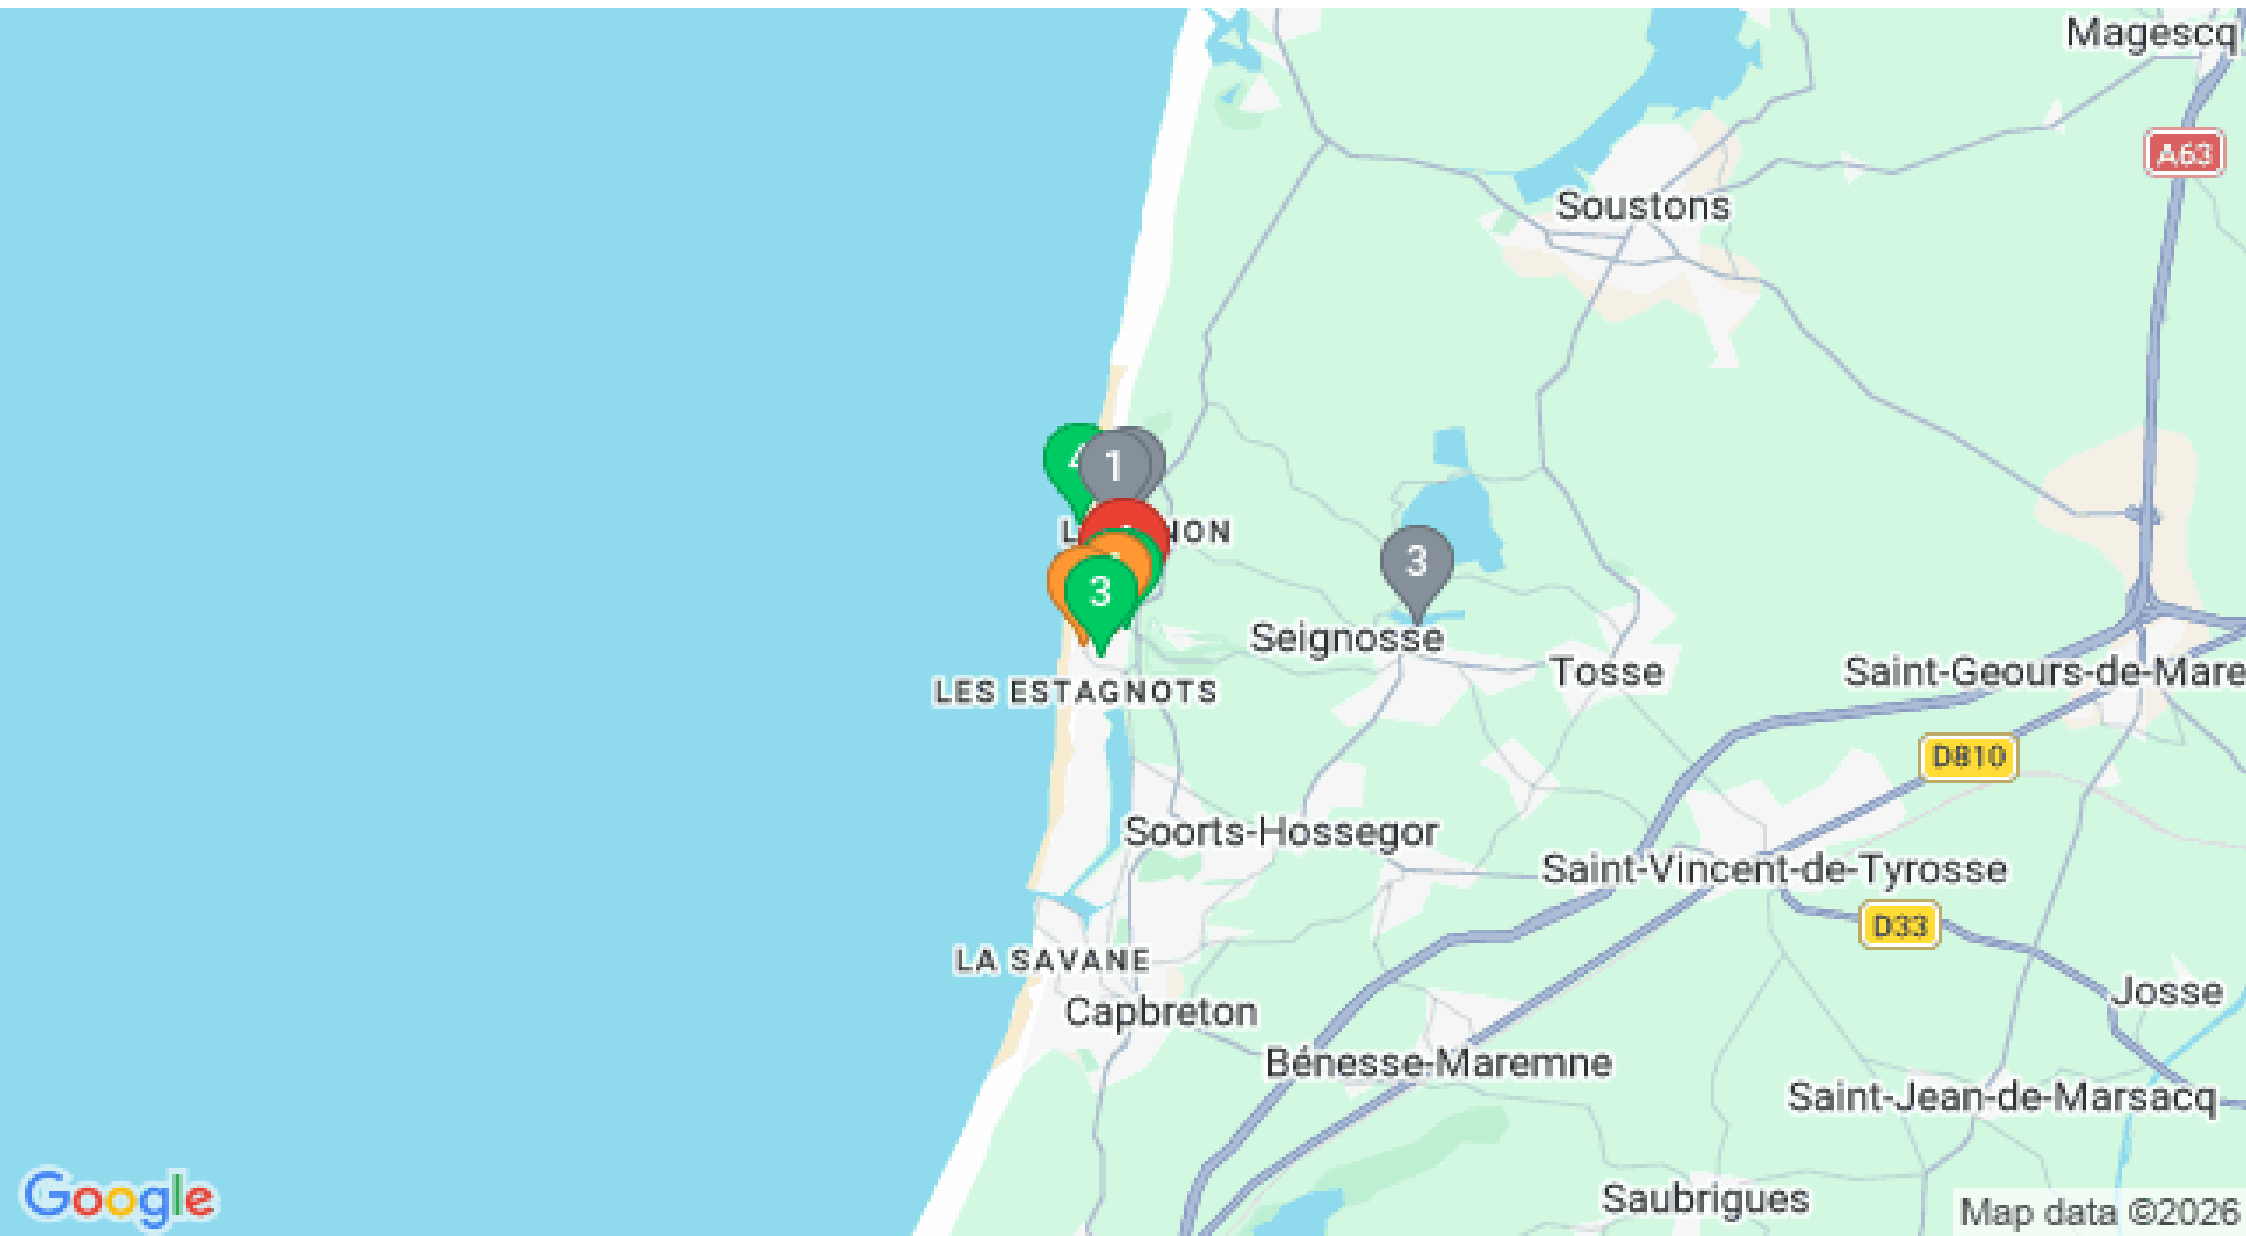 Magescq
A63
Soustons
1
3
3
Seignosse
Tosse
LES ESTAGNOTS
Saint-Geours-de-Mare
D810
Soorts-Hossegor
Saint-Vincent-de-Tyrosse
D33
LA SAVANE
Josse
Capbreton
Bénesse-Maremne
Saint-Jean-de-Marsacq
Saubrigues
Google
Map data ©2026